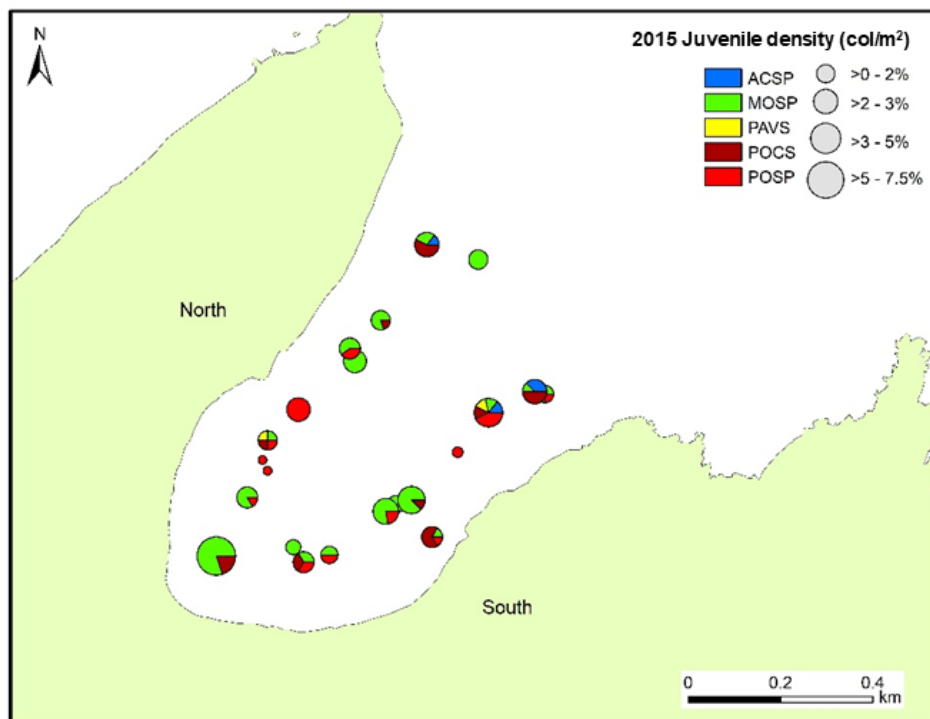 N
2015 Juvenile density (col/m²)
ACSP >0 - 2%
MOSP >2 - 3%
PAVS
POCS >3 - 5%
POSP >5 - 7.5%
North
South
0 0.2 0.4
km